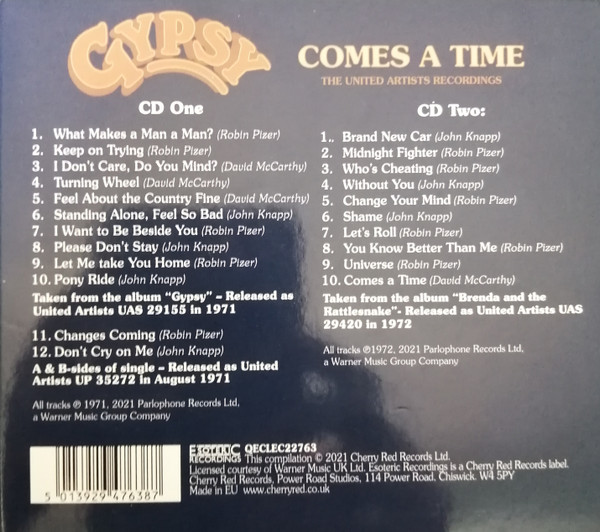 GYPSY
COMES A TIME
THE UNITED ARTISTS RECORDINGS
CD One
1. What Makes a Man a Man? (Robin Pizer)
2. Keep on Trying (Robin Pizer)
3. I Don't Care, Do You Mind? (David McCarthy)
4. Turning Wheel (David McCarthy)
5. Feel About the Country Fine (David McCarthy)
6. Standing Alone, Feel So Bad (John Knapp)
7. I Want to Be Beside You (Robin Pizer)
8. Please Don't Stay (John Knapp)
9. Let Me take You Home (Robin Pizer)
10. Pony Ride (John Knapp)
Taken from the album "Gypsy" – Released as
United Artists UAS 29155 in 1971
11. Changes Coming (Robin Pizer)
12. Don't Cry on Me (John Knapp)
A & B-sides of single – Released as United
Artists UP 35272 in August 1971
All tracks ℗ 1971, 2021 Parlophone Records Ltd,
a Warner Music Group Company
CD Two:
1.. Brand New Car (John Knapp)
2. Midnight Fighter (Robin Pizer)
3. Who's Cheating (Robin Pizer)
4. Without You (John Knapp)
5. Change Your Mind (Robin Pizer)
6. Shame (John Knapp)
7. Let's Roll (Robin Pizer)
8. You Know Better Than Me (Robin Pizer)
9. Universe (Robin Pizer)
10. Comes a Time (David McCarthy)
Taken from the album "Brenda and the
Rattlesnake"- Released as United Artists UAS
29420 in 1972
All tracks ℗1972, 2021 Parlophone Records Ltd,
a Warner Music Group Company
5 013929 476387
ESOTERIC
RECORDINGS
QECLEC22763
This compilation © 2021 Cherry Red Records Ltd.
Licensed courtesy of Warner Music UK Ltd. Esoteric Recordings is a Cherry Red Records label.
Cherry Red Records, Power Road Studios, 114 Power Road, Chiswick. W4 5PY
Made in EU www.cherryred.co.uk